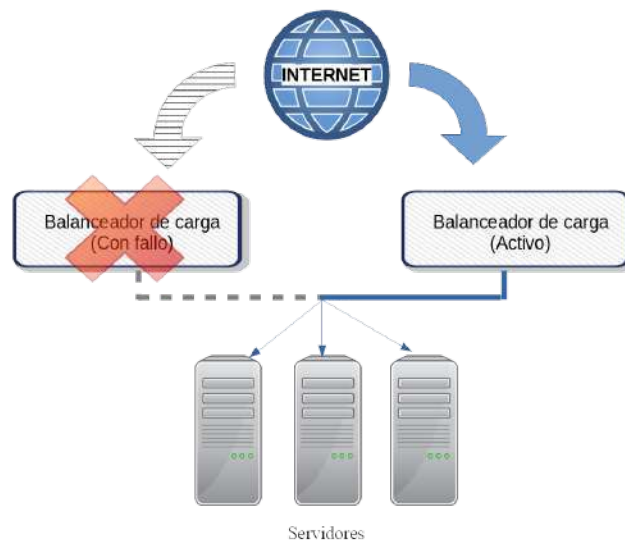 INTERNET
Balanceador de carga
(Con fallo)
Balanceador de carga
(Activo)
Servidores